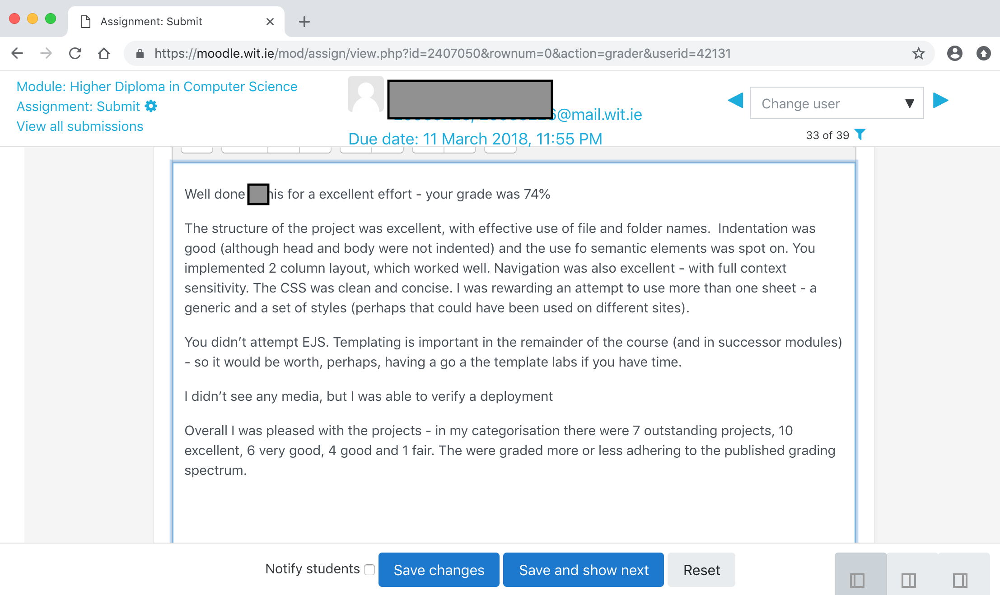 Assignment: Submit
https://moodle.wit.ie/mod/assign/view.php?id=2407050&rownum=0&action=grader&userid=42131
Module: Higher Diploma in Computer Science
Assignment: Submit
View all submissions
@mail.wit.ie
Due date: 11 March 2018, 11:55 PM
Change user
33 of 39
Well done his for a excellent effort - your grade was 74%
The structure of the project was excellent, with effective use of file and folder names. Indentation was
good (although head and body were not indented) and the use fo semantic elements was spot on. You
implemented 2 column layout, which worked well. Navigation was also excellent - with full context
sensitivity. The CSS was clean and concise. I was rewarding an attempt to use more than one sheet - a
generic and a set of styles (perhaps that could have been used on different sites).
You didn’t attempt EJS. Templating is important in the remainder of the course (and in successor modules)
- so it would be worth, perhaps, having a go a the template labs if you have time.
I didn’t see any media, but I was able to verify a deployment
Overall I was pleased with the projects - in my categorisation there were 7 outstanding projects, 10
excellent, 6 very good, 4 good and 1 fair. The were graded more or less adhering to the published grading
spectrum.
Notify students
Save changes
Save and show next
Reset